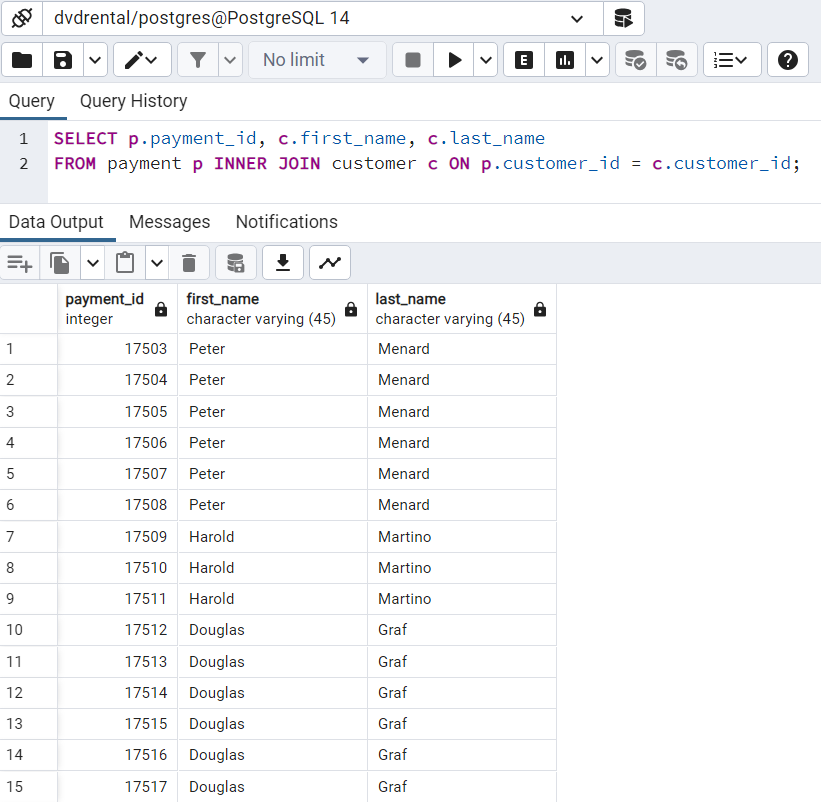 dvdrental/postgres@PostgreSQL 14
No limit
E
Query Query History
1 SELECT p.payment_id, c.first_name, c.last_name
2 FROM payment p INNER JOIN customer c ON p.customer_id = c.customer_id;
Data Output Messages Notifications
payment_id first_name last_name
integer character varying (45) character varying (45)
1 17503 Peter Menard
2 17504 Peter Menard
3 17505 Peter Menard
4 17506 Peter Menard
5 17507 Peter Menard
6 17508 Peter Menard
7 17509 Harold Martino
8 17510 Harold Martino
9 17511 Harold Martino
10 17512 Douglas Graf
11 17513 Douglas Graf
12 17514 Douglas Graf
13 17515 Douglas Graf
14 17516 Douglas Graf
15 17517 Douglas Graf